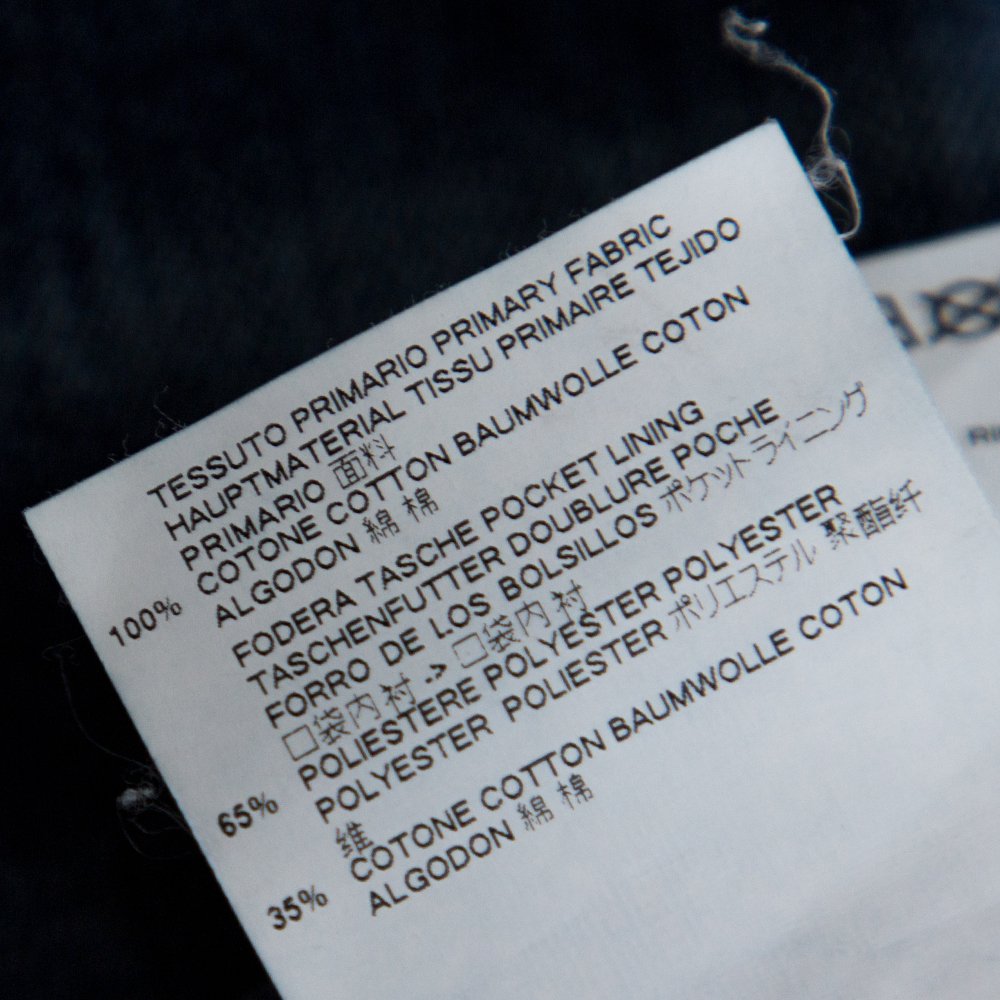 TESSUTO PRIMARIO PRIMARY FABRIC
HAUPTMATERIAL TISSU PRIMAIRE TEJIDO
PRIMARIO 面料
100% COTONE COTTON BAUMWOLLE COTON
ALGODON 綿 棉
FODERA TASCHE POCKET LINING
TASCHENFUTTER DOUBLURE POCHE
FORRO DE LOS BOLSILLOS ポケットライニング
口袋内衬 -> 口袋内衬
65% POLIESTERE POLYESTER POLYESTER
POLYESTER POLIESTER ポリエステル 聚酯纤
维
35% COTONE COTTON BAUMWOLLE COTON
ALGODON 綿 棉